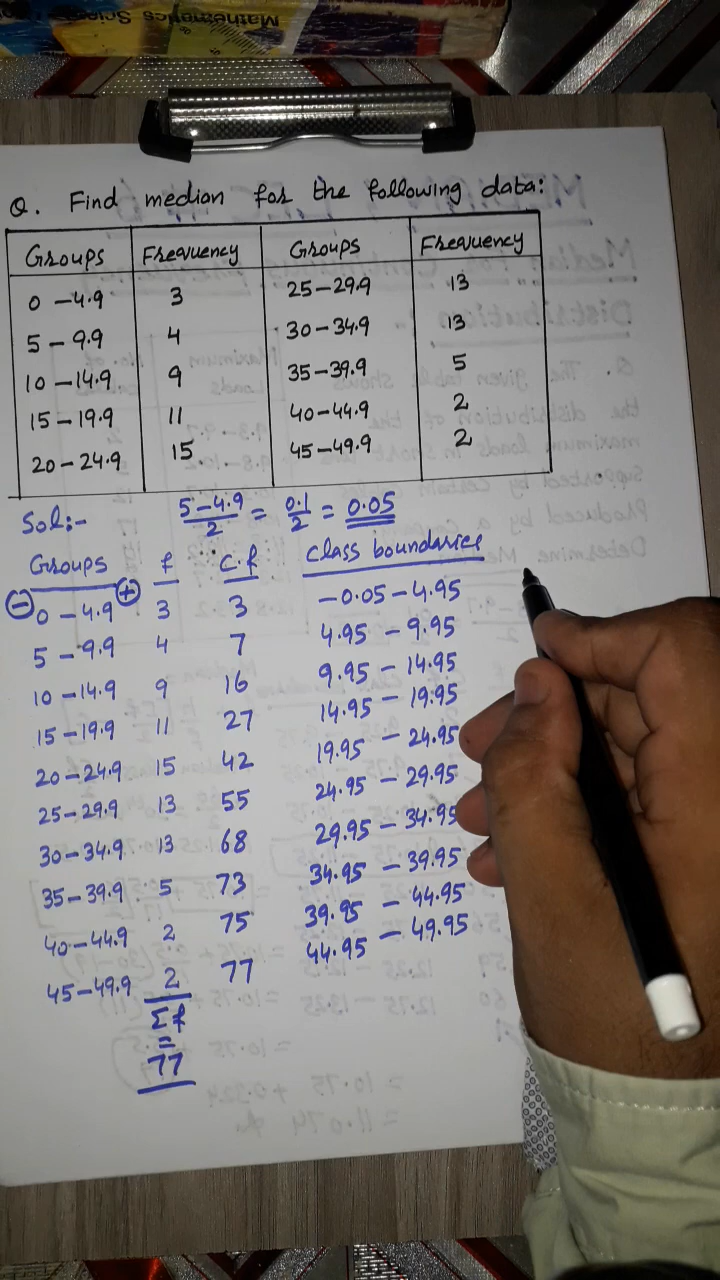 Mathematics
Q. Find median for the following data:
Groups Frequency Groups Frequency
0 – 4.9 3 25 – 29.9 13
5 – 9.9 4 30 – 34.9 13
10 – 14.9 9 35 – 39.9 5
15 – 19.9 11 40 – 44.9 2
20 – 24.9 15 45 – 49.9 2
Sol:- 5 – 4.9 / 2 = 0.1 / 2 = 0.05
Groups f C.f Class boundaries
⊖ 0 – 4.9 ⊕ 3 3 –0.05 – 4.95
5 – 9.9 4 7 4.95 – 9.95
10 – 14.9 9 16 9.95 – 14.95
15 – 19.9 11 27 14.95 – 19.95
20 – 24.9 15 42 19.95 – 24.95
25 – 29.9 13 55 24.95 – 29.95
30 – 34.9 13 68 29.95 – 34.95
35 – 39.9 5 73 34.95 – 39.95
40 – 44.9 2 75 39.95 – 44.95
45 – 49.9 2 77 44.95 – 49.95
Σf
=
77